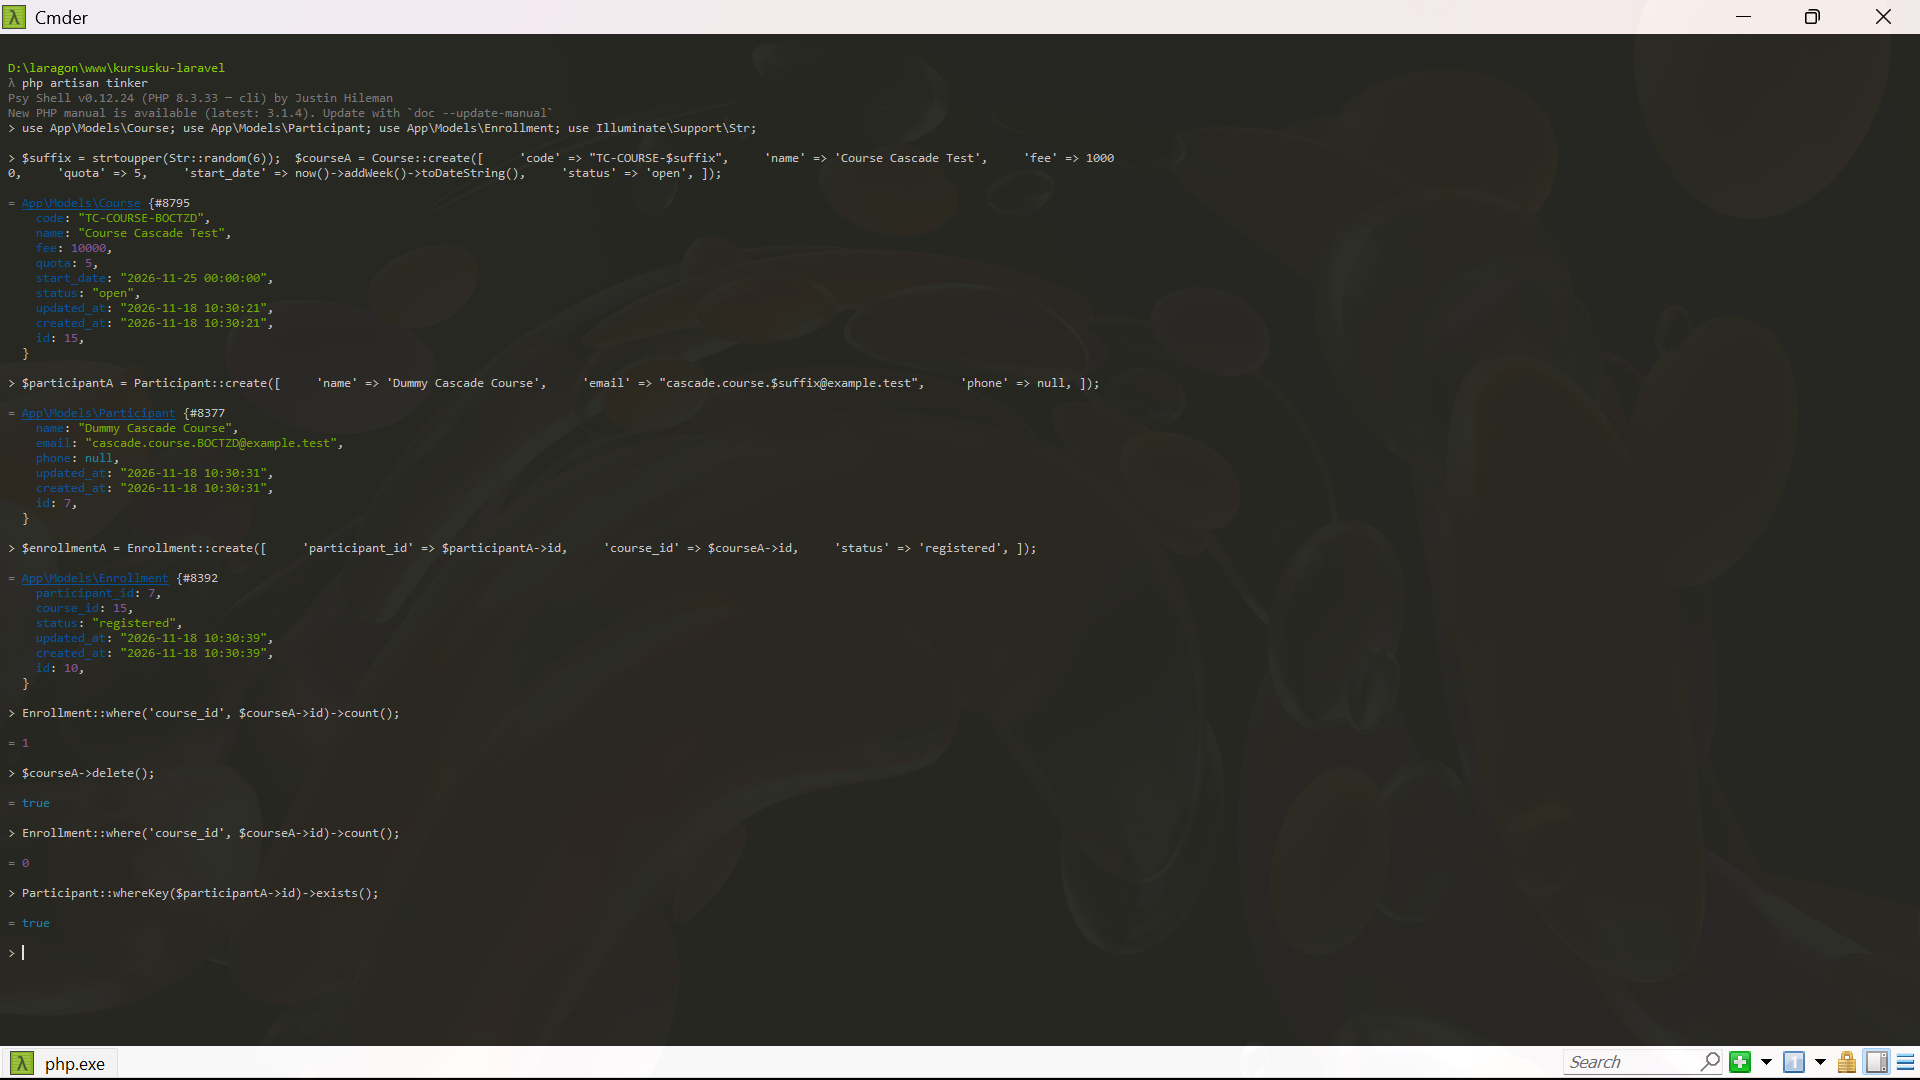 Cmder
D:\laragon\www\kursusku-laravel
λ php artisan tinker
Psy Shell v0.12.24 (PHP 8.3.33 — cli) by Justin Hileman
New PHP manual is available (latest: 3.1.4). Update with `doc --update-manual`
> use App\Models\Course; use App\Models\Participant; use App\Models\Enrollment; use Illuminate\Support\Str;
> $suffix = strtoupper(Str::random(6));  $courseA = Course::create([     'code' => "TC-COURSE-$suffix",     'name' => 'Course Cascade Test',     'fee' => 1000
0,     'quota' => 5,     'start_date' => now()->addWeek()->toDateString(),     'status' => 'open', ]);
= App\Models\Course {#8795
    code: "TC-COURSE-BOCTZD",
    name: "Course Cascade Test",
    fee: 10000,
    quota: 5,
    start_date: "2026-11-25 00:00:00",
    status: "open",
    updated_at: "2026-11-18 10:30:21",
    created_at: "2026-11-18 10:30:21",
    id: 15,
  }
> $participantA = Participant::create([     'name' => 'Dummy Cascade Course',     'email' => "cascade.course.$suffix@example.test",     'phone' => null, ]);
= App\Models\Participant {#8377
    name: "Dummy Cascade Course",
    email: "cascade.course.BOCTZD@example.test",
    phone: null,
    updated_at: "2026-11-18 10:30:31",
    created_at: "2026-11-18 10:30:31",
    id: 7,
  }
> $enrollmentA = Enrollment::create([     'participant_id' => $participantA->id,     'course_id' => $courseA->id,     'status' => 'registered', ]);
= App\Models\Enrollment {#8392
    participant_id: 7,
    course_id: 15,
    status: "registered",
    updated_at: "2026-11-18 10:30:39",
    created_at: "2026-11-18 10:30:39",
    id: 10,
  }
> Enrollment::where('course_id', $courseA->id)->count();
= 1
> $courseA->delete();
= true
> Enrollment::where('course_id', $courseA->id)->count();
= 0
> Participant::whereKey($participantA->id)->exists();
= true
>
λ php.exe
Search